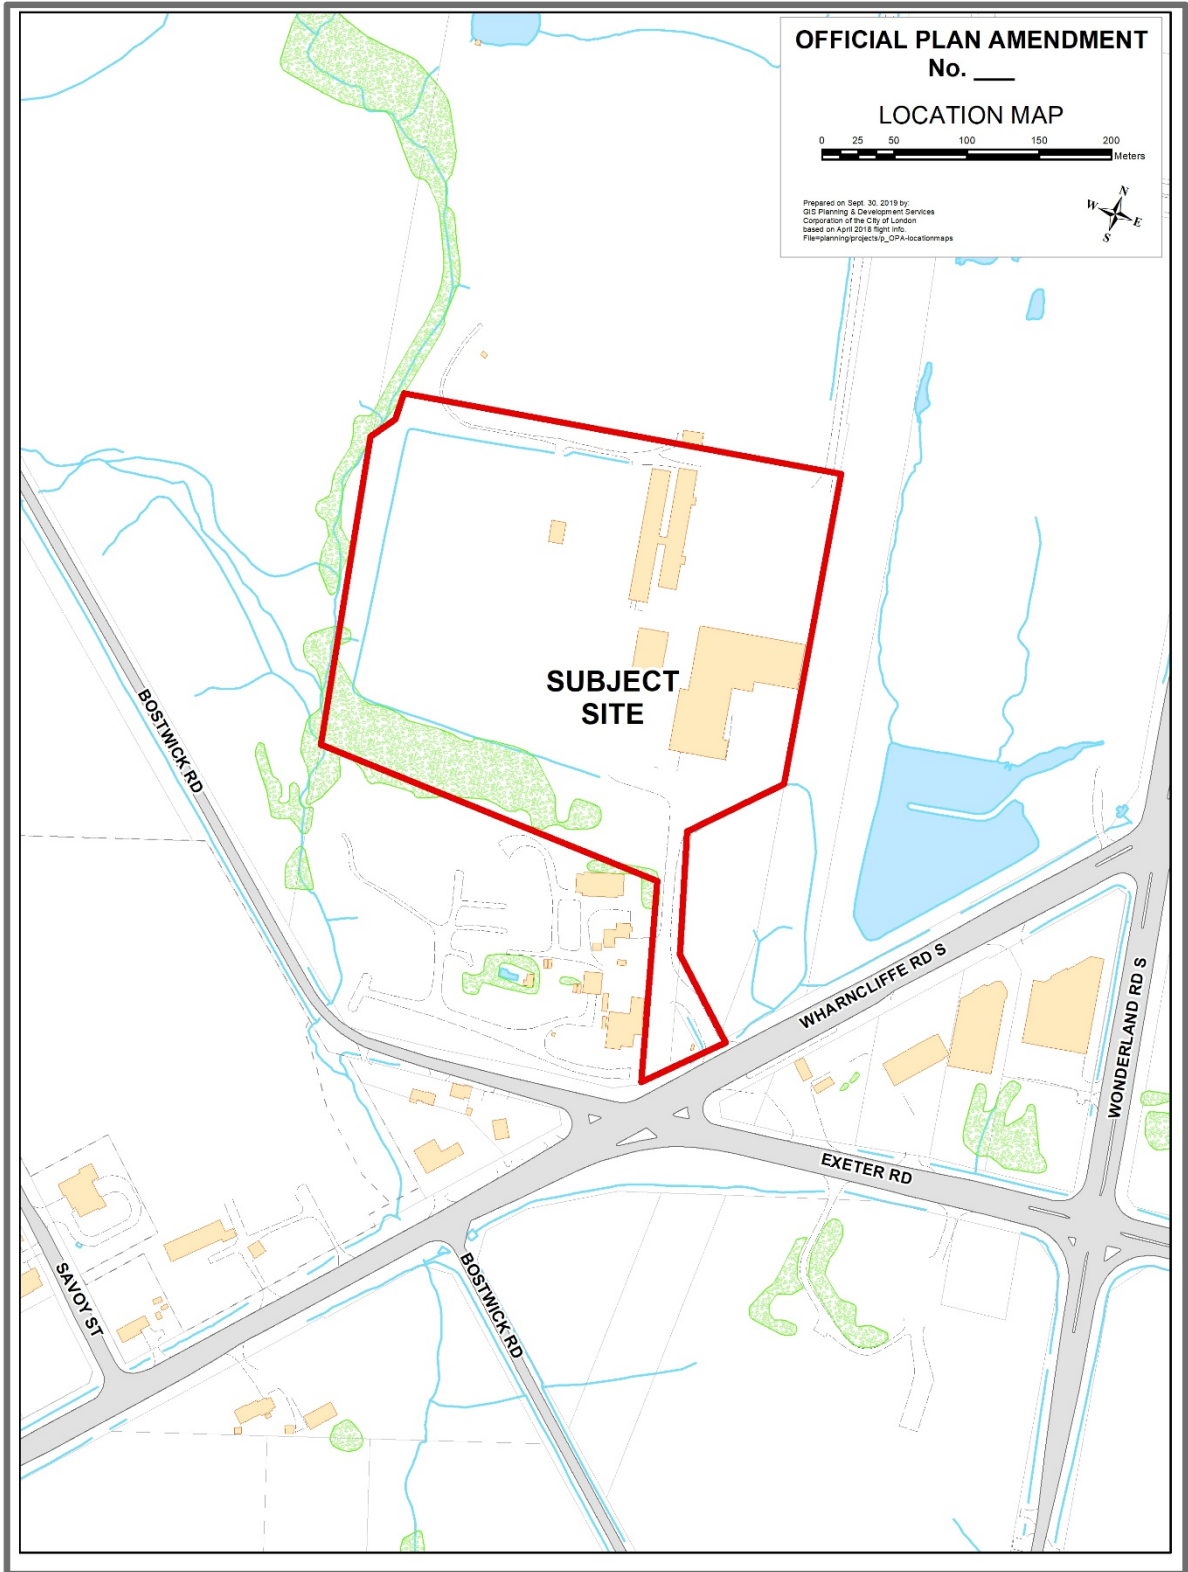 OFFICIAL PLAN AMENDMENT
No. ___
LOCATION MAP
0 25 50 100 150 200
Meters
Prepared on Sept. 30, 2019 by:
GIS Planning & Development Services
Corporation of the City of London
based on April 2018 flight info.
File=planning/projects/p_OPA-locationmaps
N
W
E
S
SUBJECT
SITE
BOSTWICK RD
WHARNCLIFFE RD S
WONDERLAND RD S
EXETER RD
SAVOY ST
BOSTWICK RD